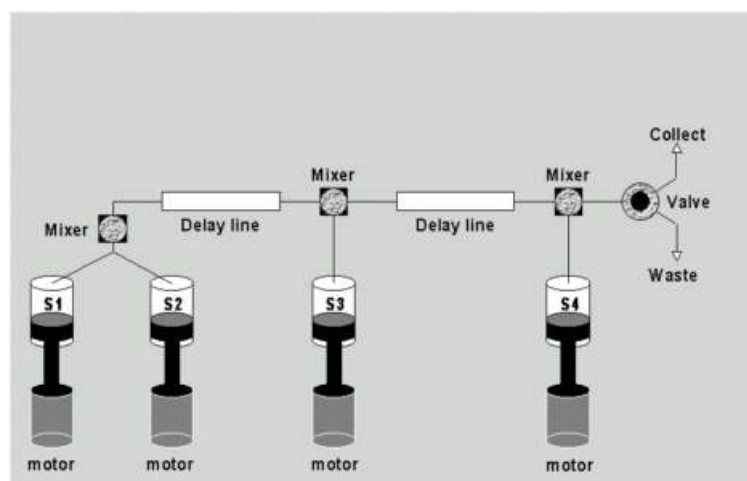 Collect
Mixer
Mixer
Valve
Mixer
Delay line
Delay line
Waste
S1
S2
S3
S4
motor
motor
motor
motor